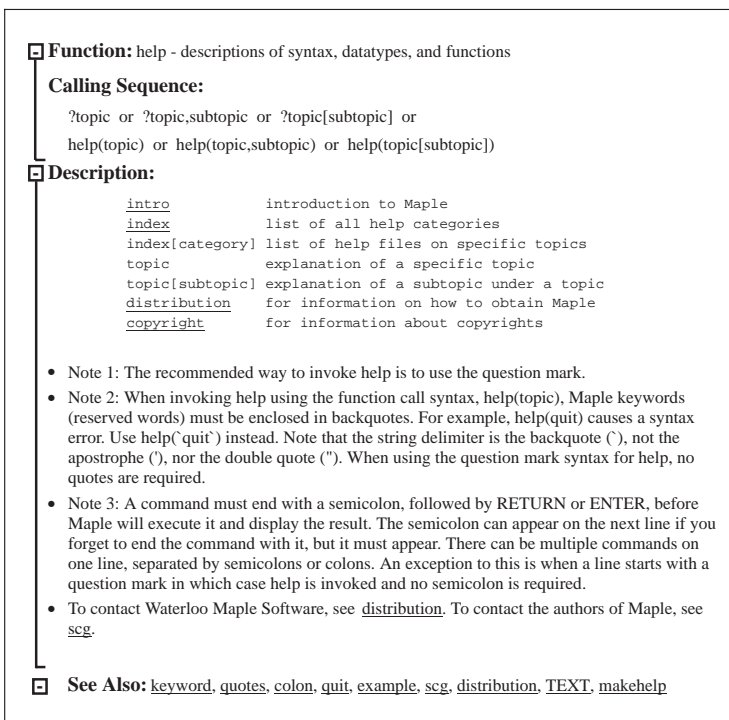 Function: help - descriptions of syntax, datatypes, and functions
Calling Sequence:
?topic or ?topic,subtopic or ?topic[subtopic] or
help(topic) or help(topic,subtopic) or help(topic[subtopic])
Description:
intro introduction to Maple
index list of all help categories
index[category] list of help files on specific topics
topic explanation of a specific topic
topic[subtopic] explanation of a subtopic under a topic
distribution for information on how to obtain Maple
copyright for information about copyrights
• Note 1: The recommended way to invoke help is to use the question mark.
• Note 2: When invoking help using the function call syntax, help(topic), Maple keywords
(reserved words) must be enclosed in backquotes. For example, help(quit) causes a syntax
error. Use help(`quit`) instead. Note that the string delimiter is the backquote (`), not the
apostrophe ('), nor the double quote ("). When using the question mark syntax for help, no
quotes are required.
• Note 3: A command must end with a semicolon, followed by RETURN or ENTER, before
Maple will execute it and display the result. The semicolon can appear on the next line if you
forget to end the command with it, but it must appear. There can be multiple commands on
one line, separated by semicolons or colons. An exception to this is when a line starts with a
question mark in which case help is invoked and no semicolon is required.
• To contact Waterloo Maple Software, see distribution. To contact the authors of Maple, see
scg.
See Also: keyword, quotes, colon, quit, example, scg, distribution, TEXT, makehelp